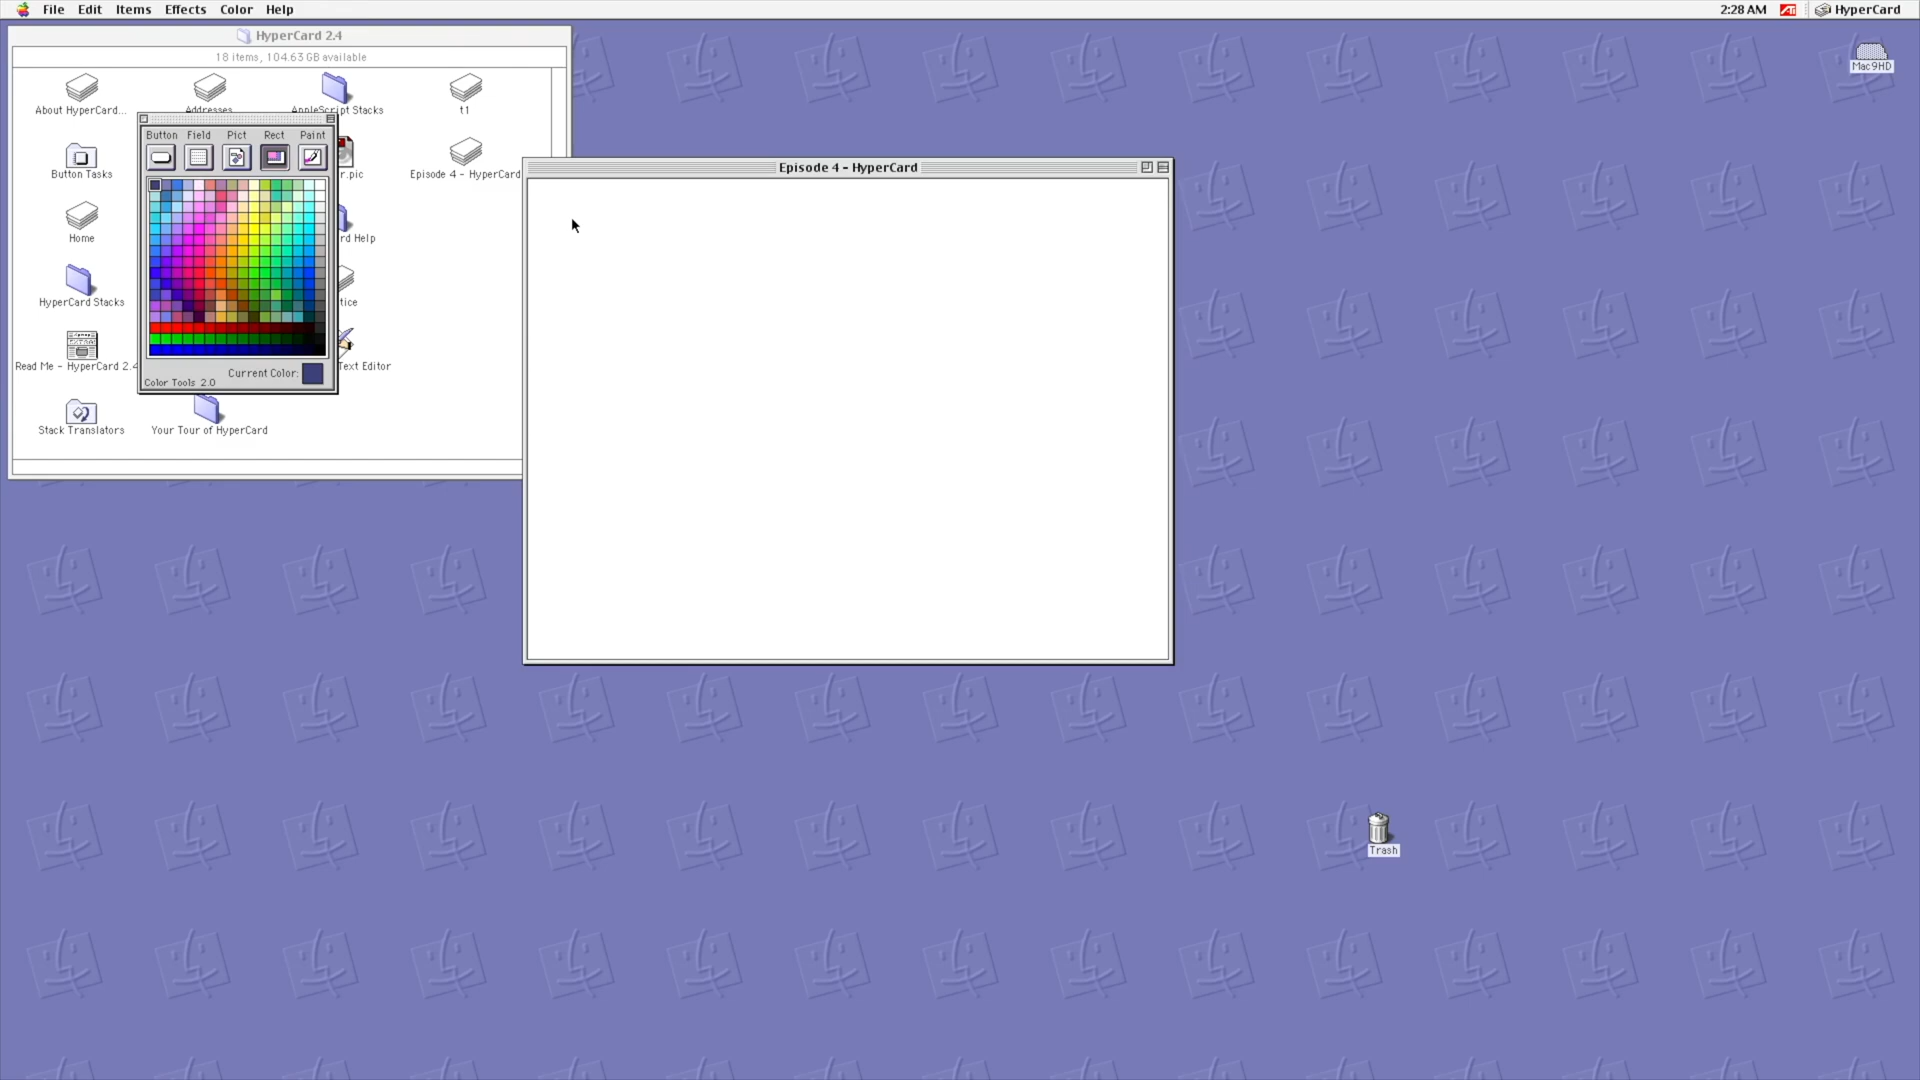 File Edit Items Effects Color Help
2:28 AM
HyperCard
HyperCard 2.4
18 items, 104.63 GB available
About HyperCard...
Addresses
AppleScript Stacks
t1
Button Tasks
r.pic
Episode 4 - HyperCard
Home
rd Help
HyperCard Stacks
tice
Read Me - HyperCard 2.4
Text Editor
Stack Translators
Your Tour of HyperCard
Button Field Pict Rect Paint
Current Color:
Color Tools 2.0
Episode 4 - HyperCard
Mac9HD
Trash